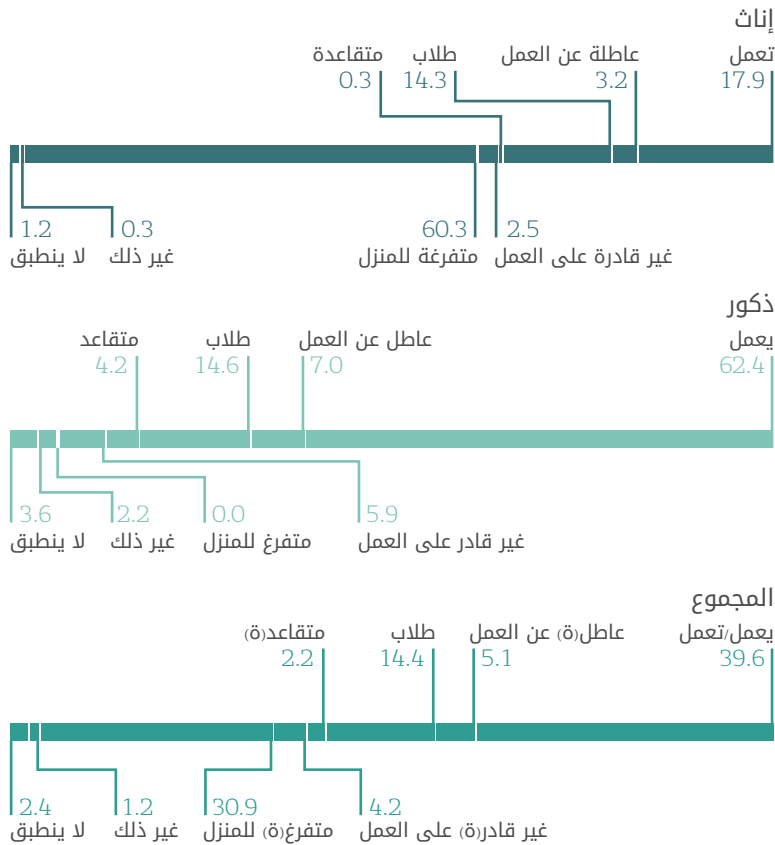 إناث
تعمل عاطلة عن العمل طلاب متقاعدة
17.9 3.2 14.3 0.3
2.5 60.3 0.3 1.2
غير قادرة على العمل متفرغة للمنزل غير ذلك لا ينطبق
ذكور
يعمل عاطل عن العمل طلاب متقاعد
62.4 7.0 14.6 4.2
5.9 0.0 2.2 3.6
غير قادر على العمل متفرغ للمنزل غير ذلك لا ينطبق
المجموع
يعمل/تعمل عاطل(ة) عن العمل طلاب متقاعد(ة)
39.6 5.1 14.4 2.2
4.2 30.9 1.2 2.4
غير قادر(ة) على العمل متفرغ(ة) للمنزل غير ذلك لا ينطبق